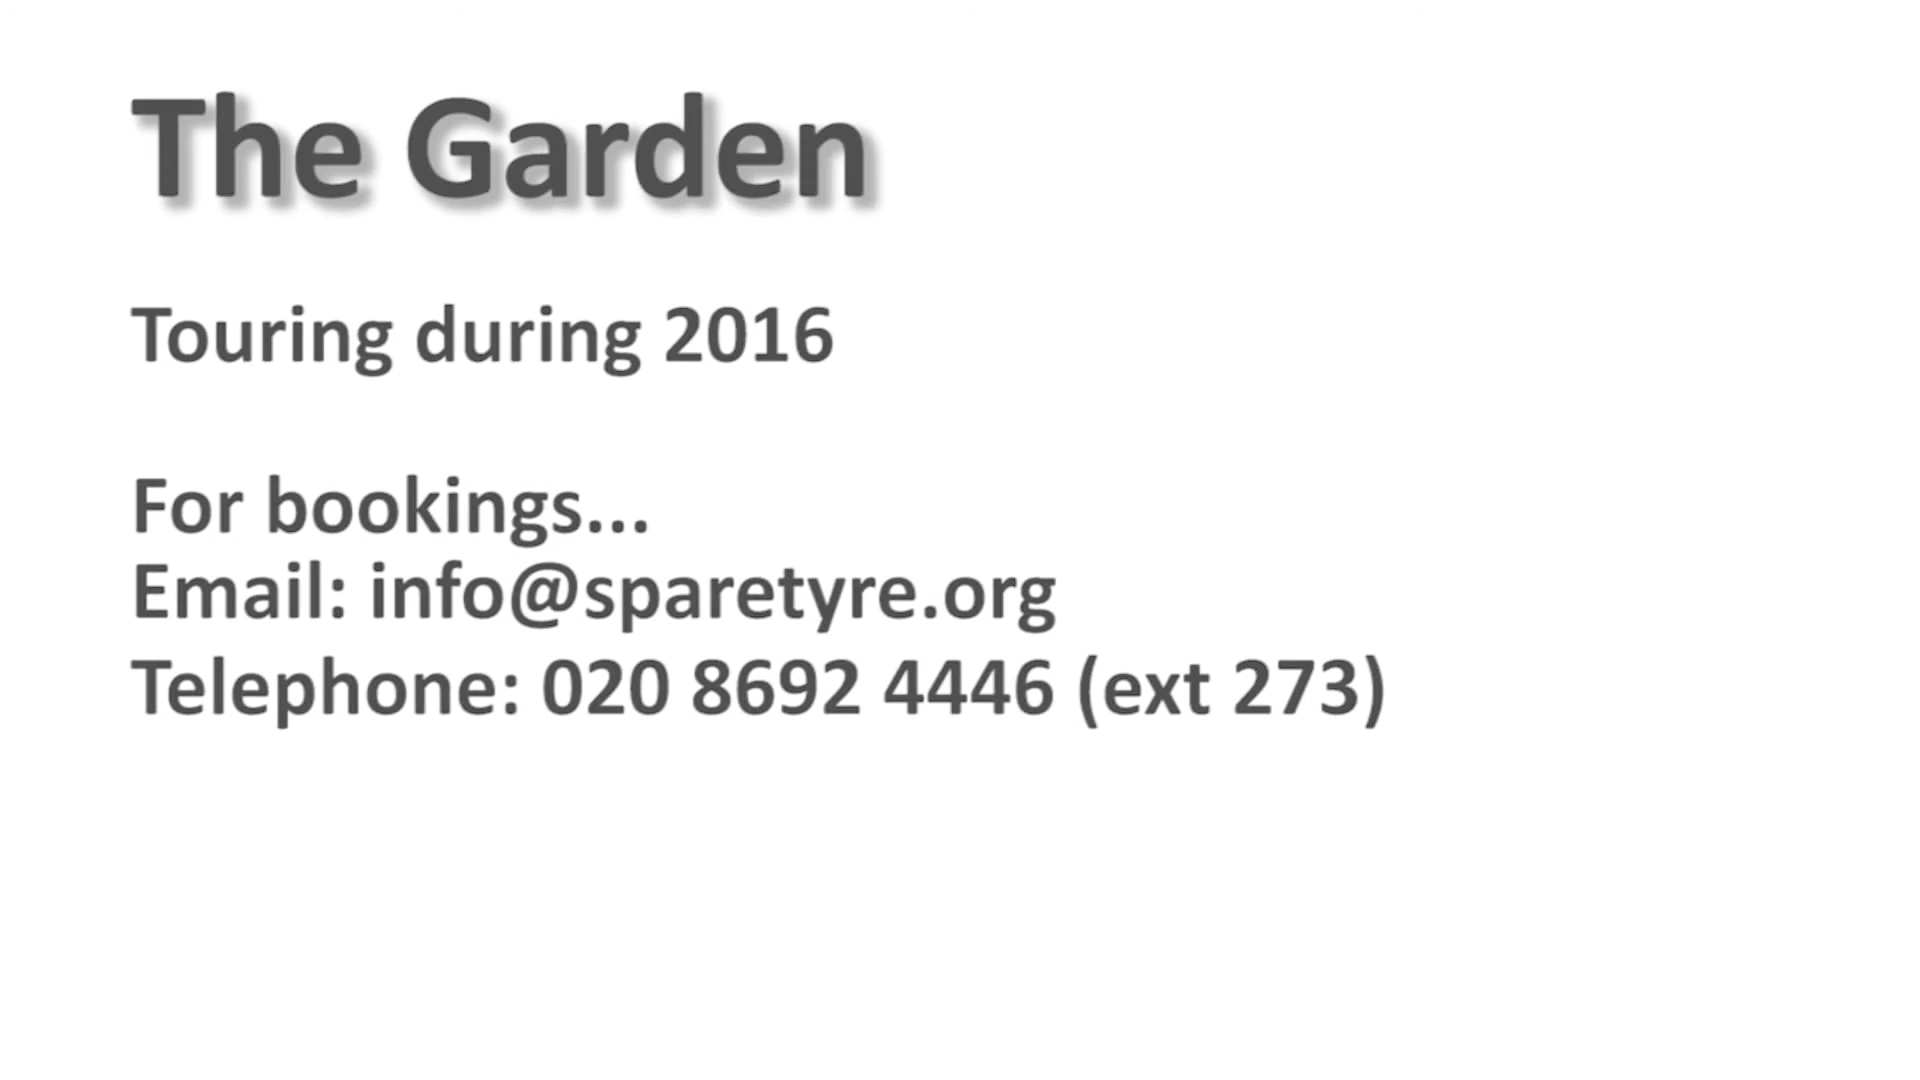 The Garden
Touring during 2016
For bookings...
Email: info@sparetyre.org
Telephone: 020 8692 4446 (ext 273)